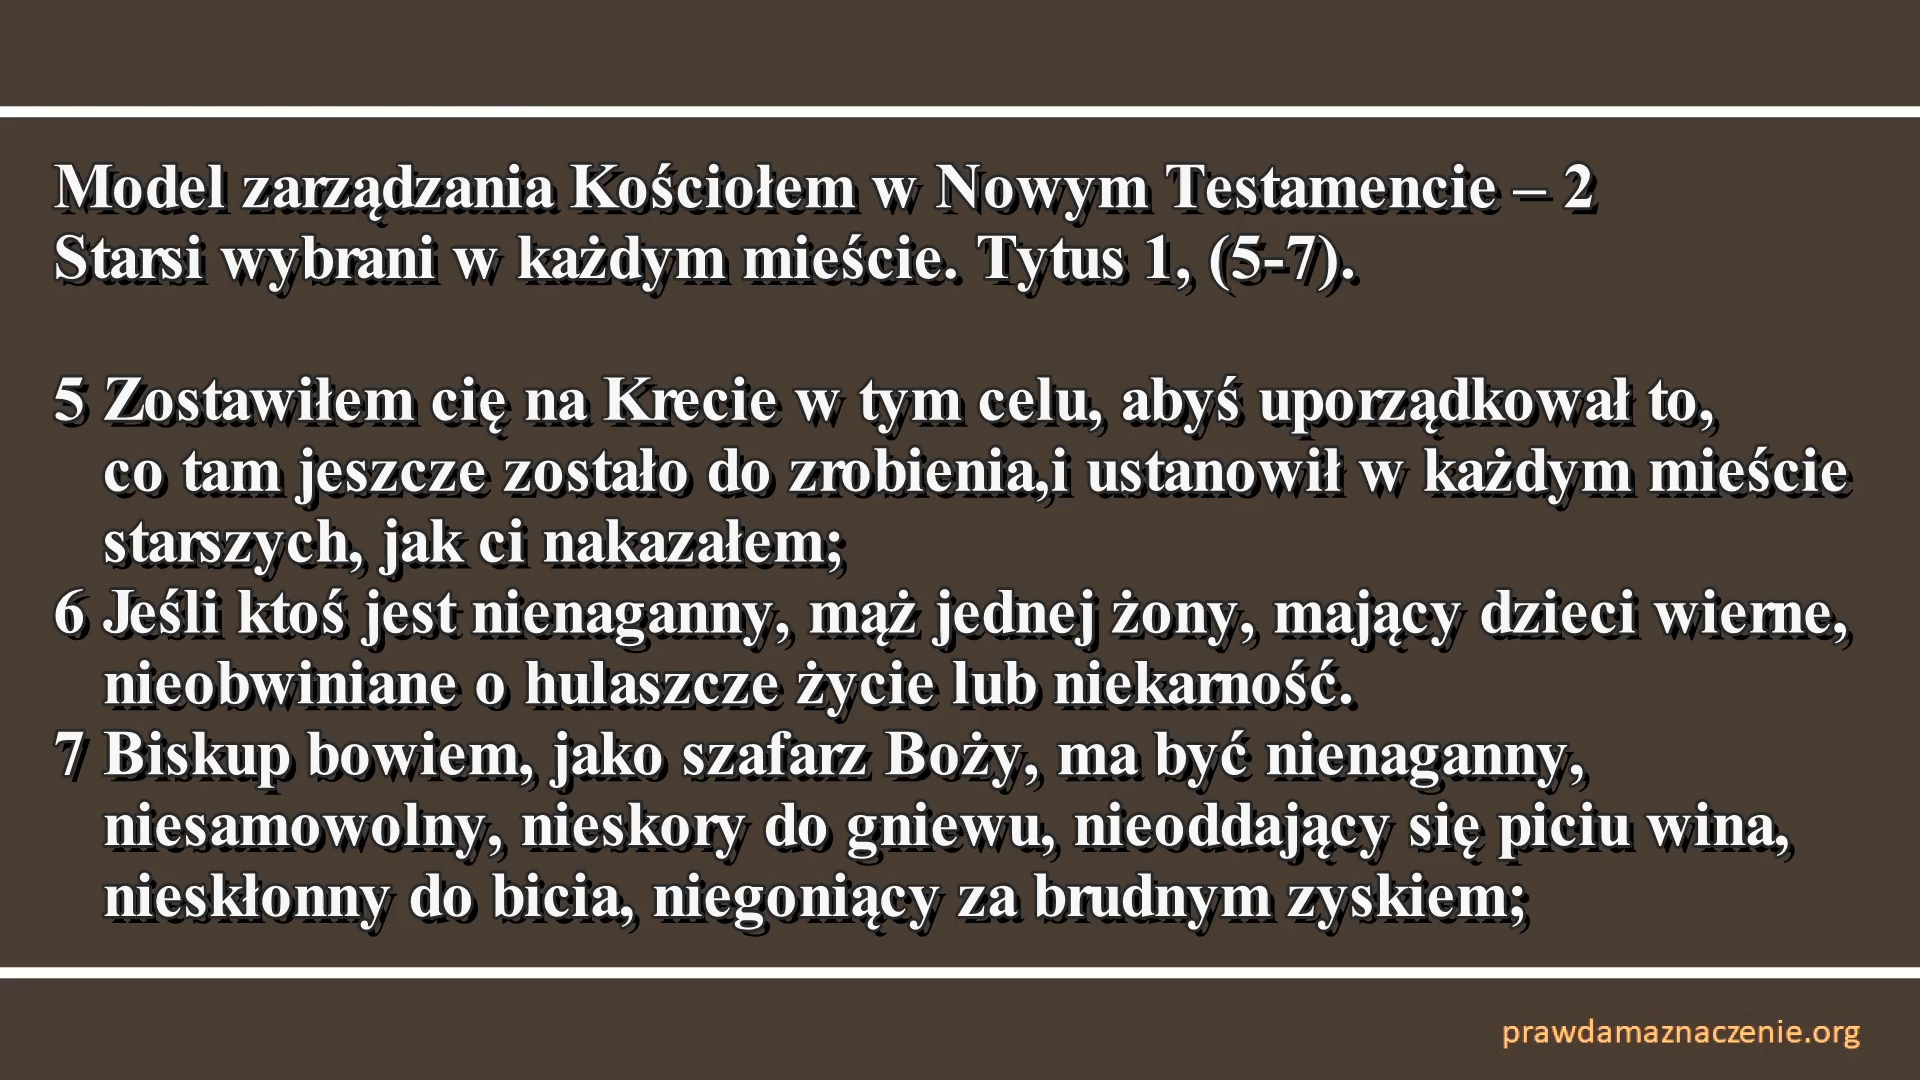 Model zarządzania Kościołem w Nowym Testamencie – 2
Starsi wybrani w każdym mieście. Tytus 1, (5-7).
5 Zostawiłem cię na Krecie w tym celu, abyś uporządkował to,
co tam jeszcze zostało do zrobienia,i ustanowił w każdym mieście
starszych, jak ci nakazałem;
6 Jeśli ktoś jest nienaganny, mąż jednej żony, mający dzieci wierne,
nieobwiniane o hulaszcze życie lub niekarność.
7 Biskup bowiem, jako szafarz Boży, ma być nienaganny,
niesamowolny, nieskory do gniewu, nieoddający się piciu wina,
nieskłonny do bicia, niegoniący za brudnym zyskiem;
prawdamaznaczenie.org